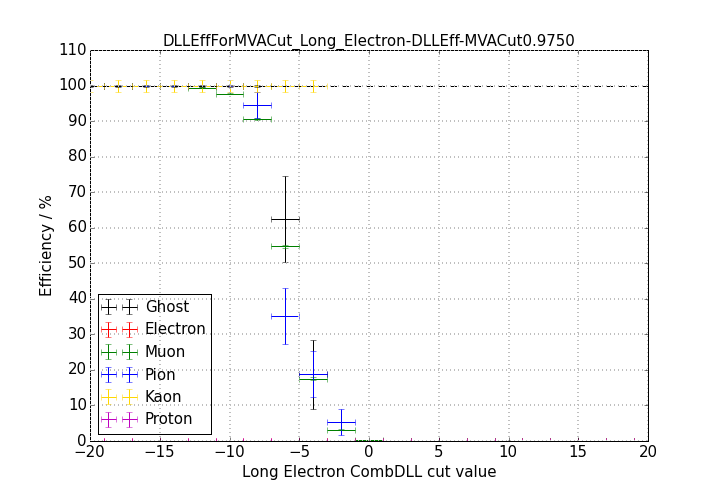 DLLEffForMVACut_Long_Electron-DLLEff-MVACut0.9750
110
100
90
80
70
60
50
40
30
20
10
0
Efficiency / %
Ghost
Electron
Muon
Pion
Kaon
Proton
−20 −15 −10 −5 0 5 10 15 20
Long Electron CombDLL cut value